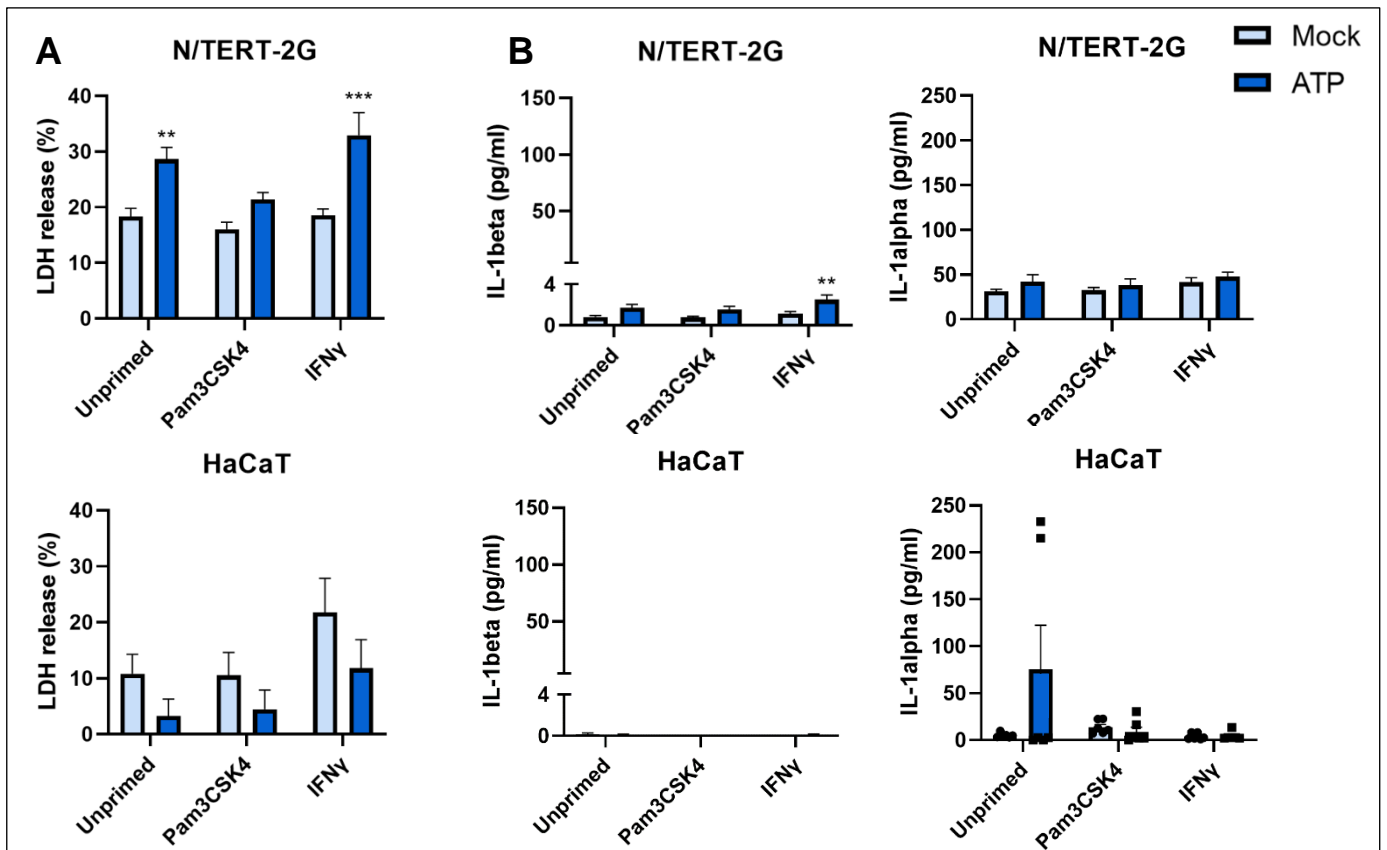 A
N/TERT-2G
LDH release (%)
40
30
20
10
0
**
***
Unprimed
Pam3CSK4
IFNγ
B
N/TERT-2G
IL-1beta (pg/ml)
150
100
50
4
0
**
Unprimed
Pam3CSK4
IFNγ
N/TERT-2G
IL-1alpha (pg/ml)
250
200
150
100
50
0
Unprimed
Pam3CSK4
IFNγ
Mock
ATP
HaCaT
LDH release (%)
40
30
20
10
0
Unprimed
Pam3CSK4
IFNγ
HaCaT
IL-1beta (pg/ml)
150
100
50
4
0
Unprimed
Pam3CSK4
IFNγ
HaCaT
IL-1alpha (pg/ml)
250
200
150
100
50
0
Unprimed
Pam3CSK4
IFNγ